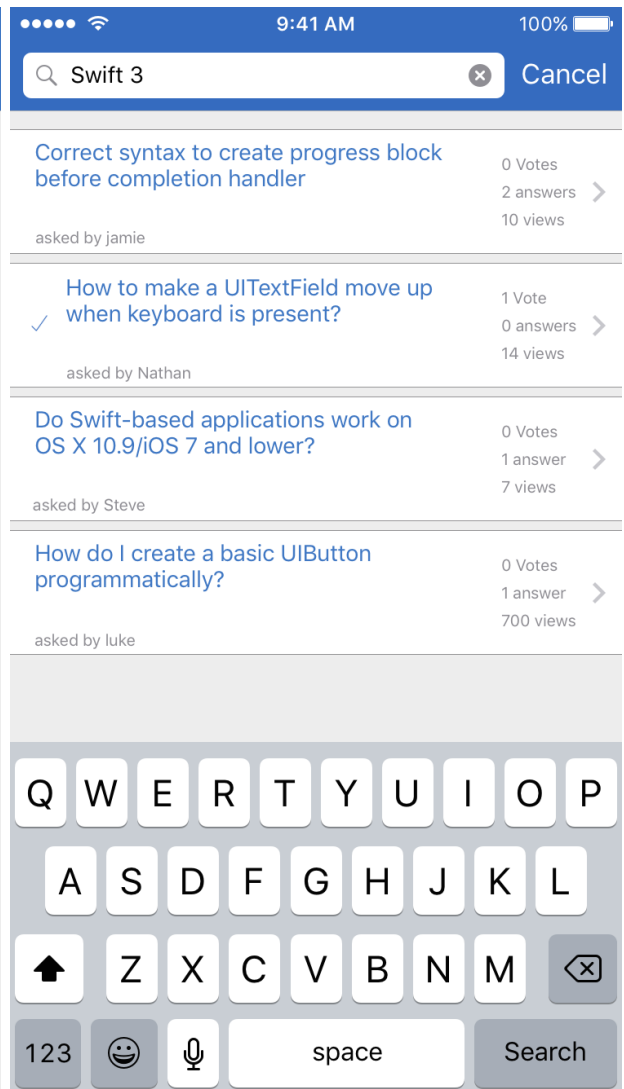 9:41 AM 100%
Swift 3 Cancel
Correct syntax to create progress block
before completion handler
0 Votes
2 answers
10 views
asked by jamie
How to make a UITextField move up
when keyboard is present?
1 Vote
0 answers
14 views
asked by Nathan
Do Swift-based applications work on
OS X 10.9/iOS 7 and lower?
0 Votes
1 answer
7 views
asked by Steve
How do I create a basic UIButton
programmatically?
0 Votes
1 answer
700 views
asked by luke
Q W E R T Y U I O P
A S D F G H J K L
Z X C V B N M
123 space Search